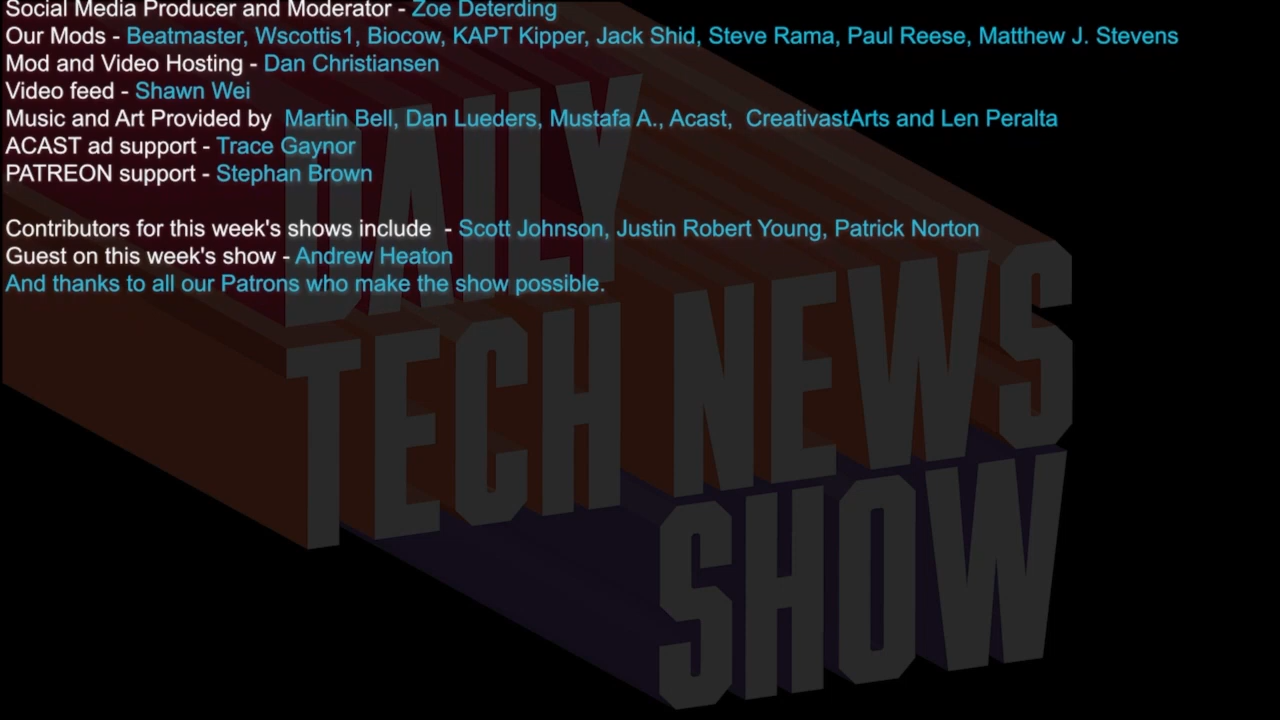 Social Media Producer and Moderator - Zoe Deterding
Our Mods - Beatmaster, Wscottis1, Biocow, KAPT Kipper, Jack Shid, Steve Rama, Paul Reese, Matthew J. Stevens
Mod and Video Hosting - Dan Christiansen
Video feed - Shawn Wei
Music and Art Provided by  Martin Bell, Dan Lueders, Mustafa A., Acast,  CreativastArts and Len Peralta
ACAST ad support - Trace Gaynor
PATREON support - Stephan Brown
Contributors for this week's shows include  - Scott Johnson, Justin Robert Young, Patrick Norton
Guest on this week's show - Andrew Heaton
And thanks to all our Patrons who make the show possible.
DAILY
TECH NEWS
SHOW